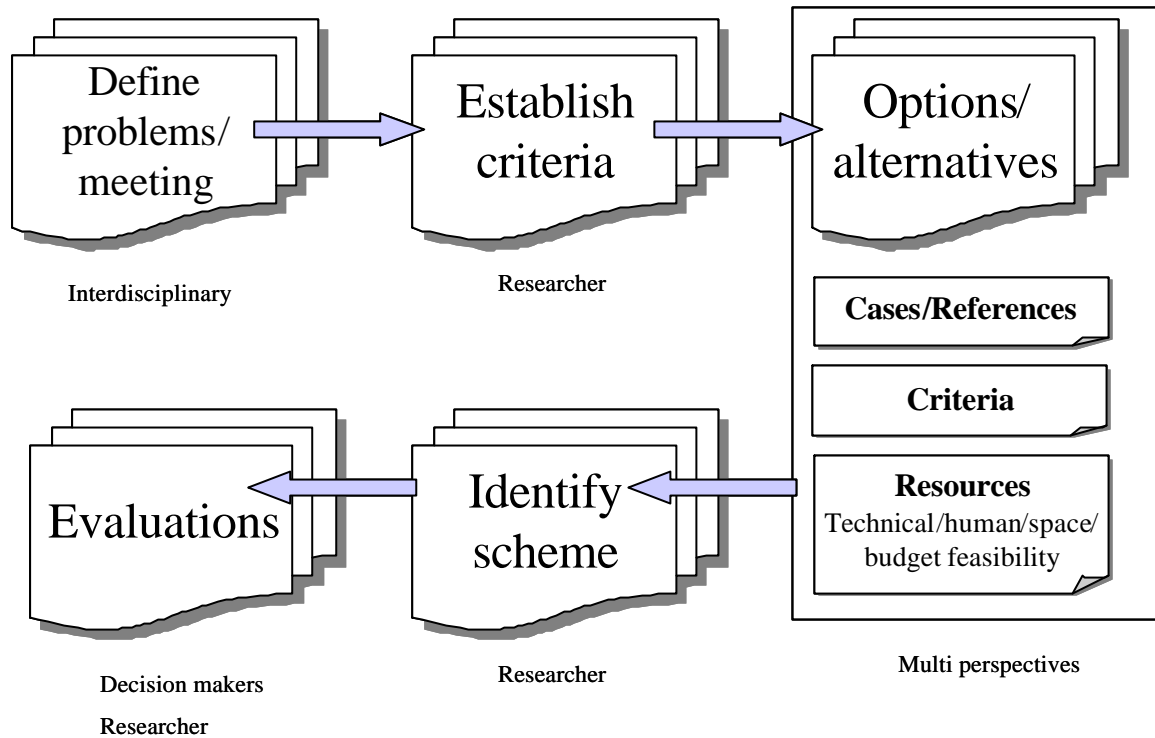 Define
problems/
meeting
Interdisciplinary
Establish
criteria
Researcher
Options/
alternatives
Cases/References
Criteria
Resources
Technical/human/space/
budget feasibility
Multi perspectives
Identify
scheme
Researcher
Evaluations
Decision makers
Researcher